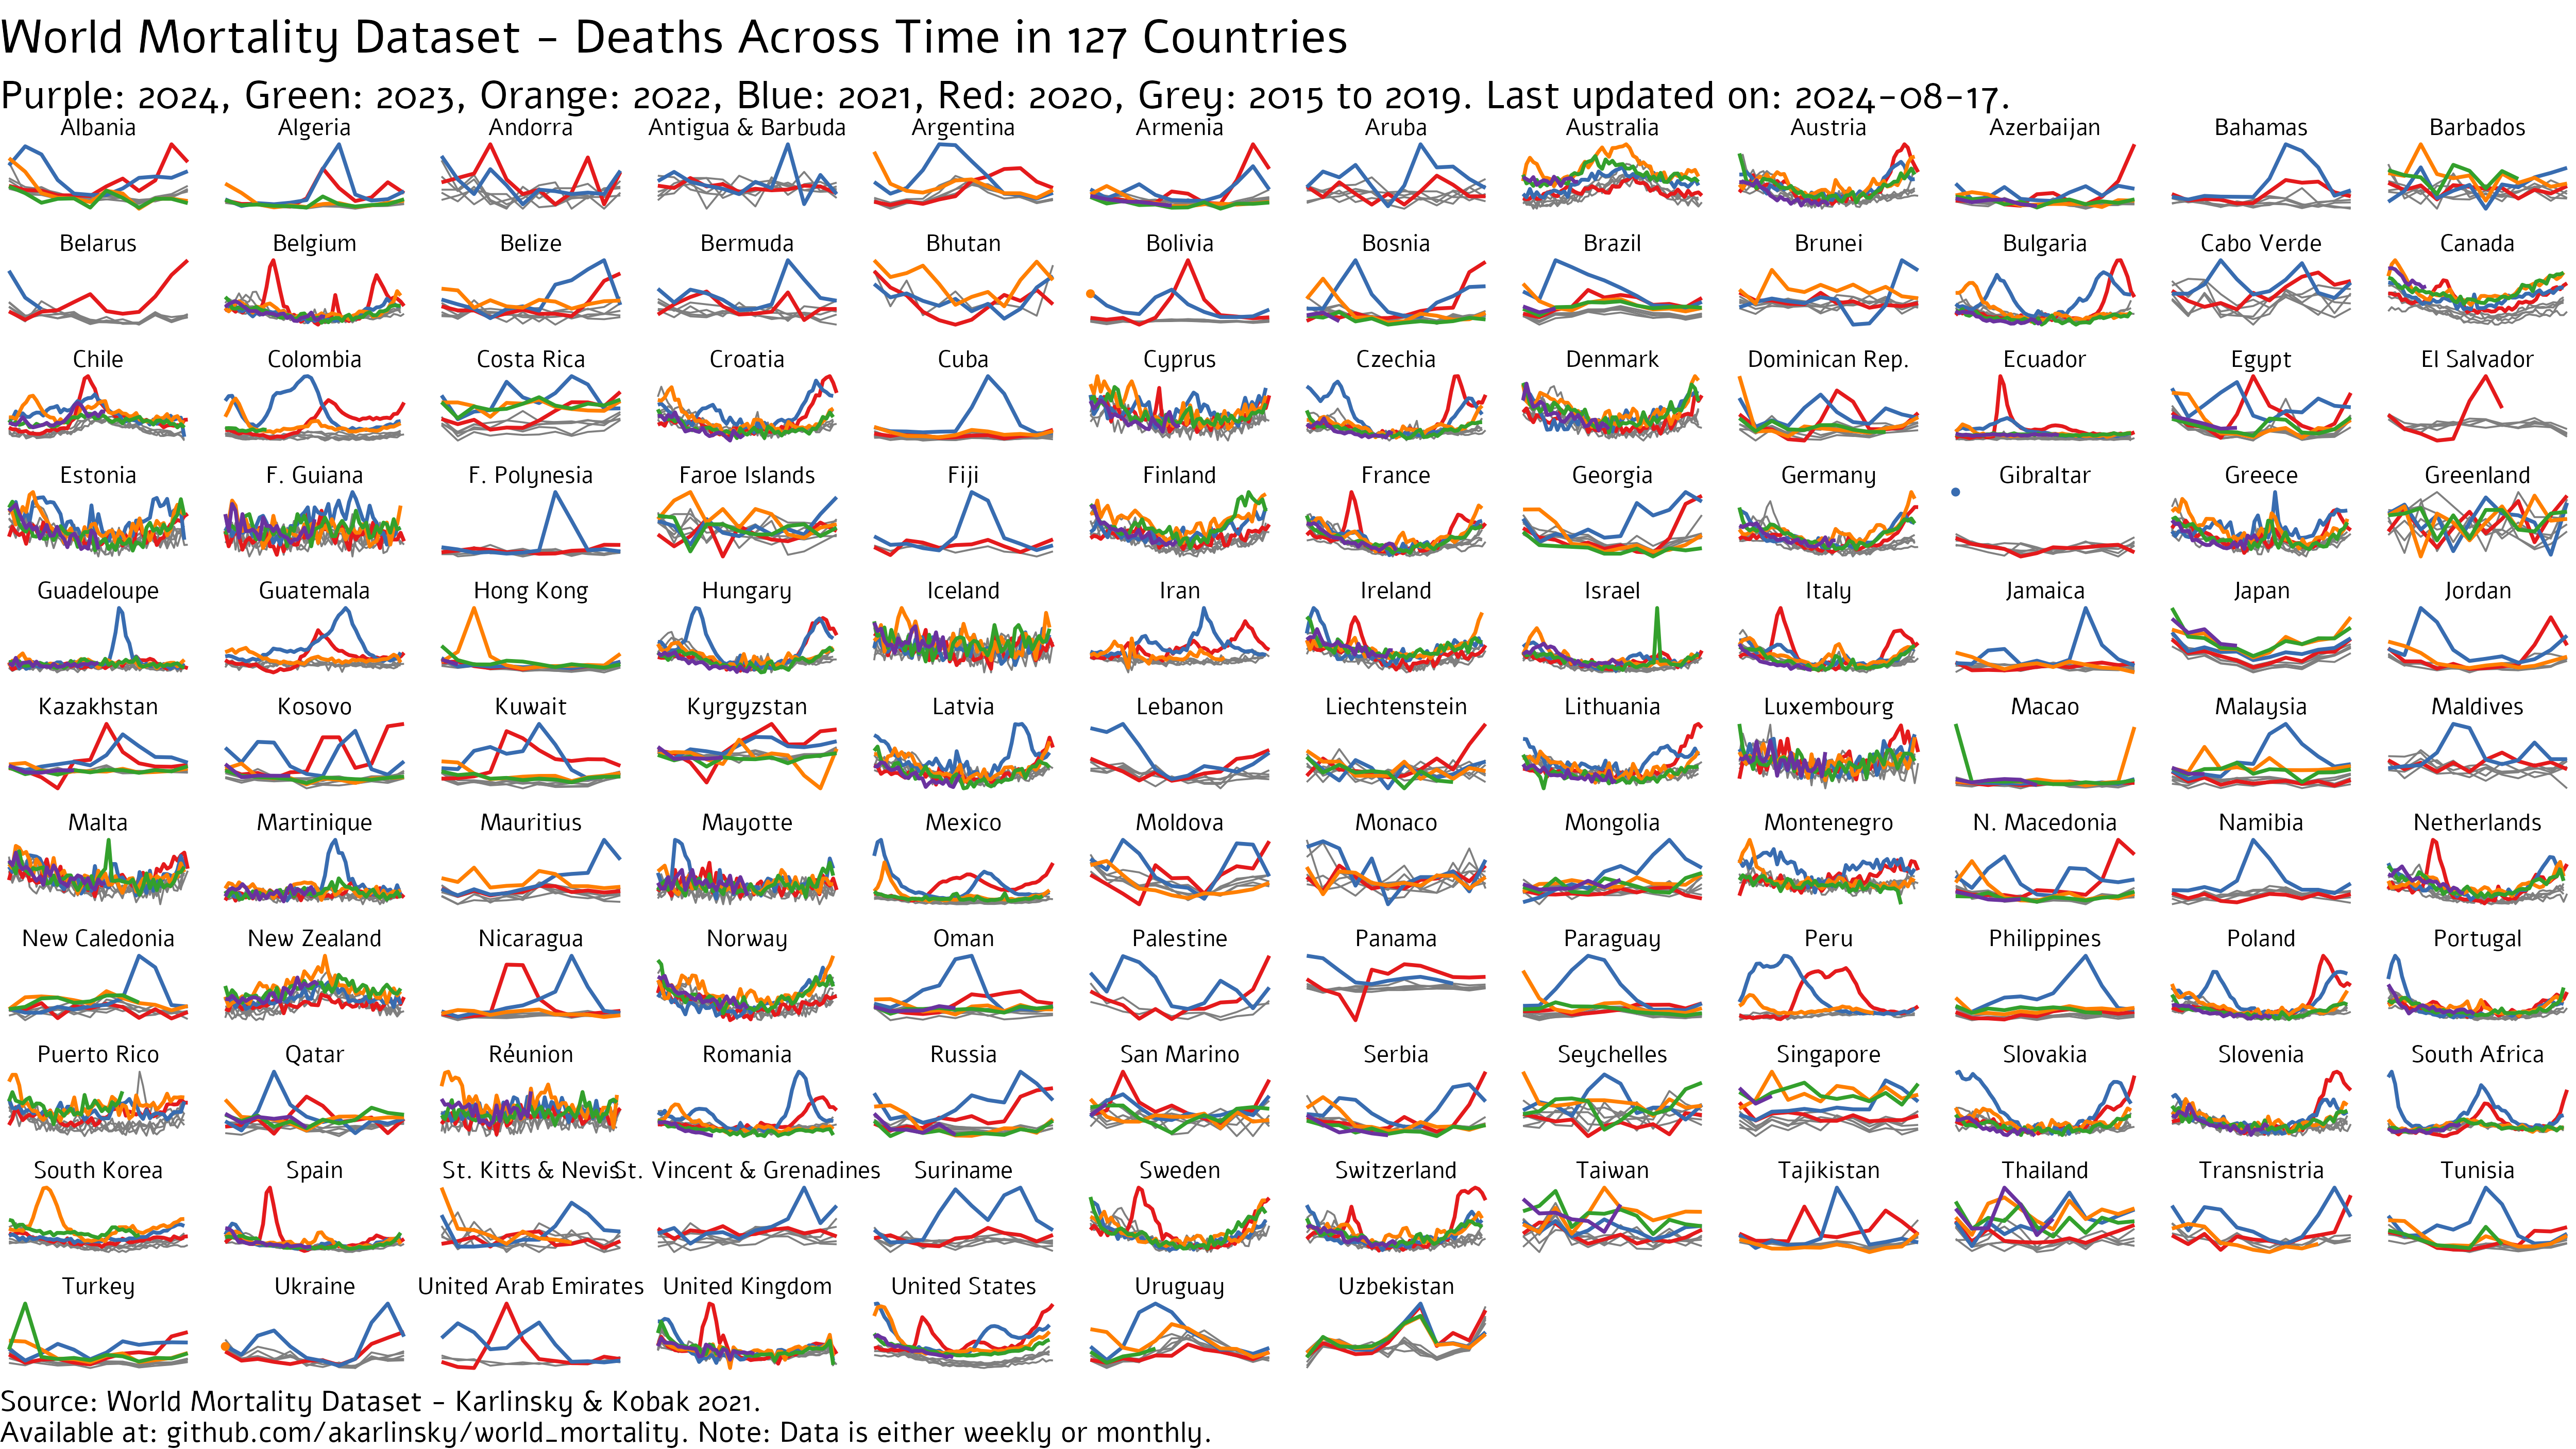 World Mortality Dataset - Deaths Across Time in 127 Countries
Purple: 2024, Green: 2023, Orange: 2022, Blue: 2021, Red: 2020, Grey: 2015 to 2019. Last updated on: 2024-08-17.
Albania Algeria Andorra Antigua & Barbuda Argentina Armenia Aruba Australia Austria Azerbaijan Bahamas Barbados
Belarus Belgium Belize Bermuda Bhutan Bolivia Bosnia Brazil Brunei Bulgaria Cabo Verde Canada
Chile Colombia Costa Rica Croatia Cuba Cyprus Czechia Denmark Dominican Rep. Ecuador Egypt El Salvador
Estonia F. Guiana F. Polynesia Faroe Islands Fiji Finland France Georgia Germany Gibraltar Greece Greenland
Guadeloupe Guatemala Hong Kong Hungary Iceland Iran Ireland Israel Italy Jamaica Japan Jordan
Kazakhstan Kosovo Kuwait Kyrgyzstan Latvia Lebanon Liechtenstein Lithuania Luxembourg Macao Malaysia Maldives
Malta Martinique Mauritius Mayotte Mexico Moldova Monaco Mongolia Montenegro N. Macedonia Namibia Netherlands
New Caledonia New Zealand Nicaragua Norway Oman Palestine Panama Paraguay Peru Philippines Poland Portugal
Puerto Rico Qatar Réunion Romania Russia San Marino Serbia Seychelles Singapore Slovakia Slovenia South Africa
South Korea Spain St. Kitts & Nevis St. Vincent & Grenadines Suriname Sweden Switzerland Taiwan Tajikistan Thailand Transnistria Tunisia
Turkey Ukraine United Arab Emirates United Kingdom United States Uruguay Uzbekistan
Source: World Mortality Dataset - Karlinsky & Kobak 2021.
Available at: github.com/akarlinsky/world_mortality. Note: Data is either weekly or monthly.